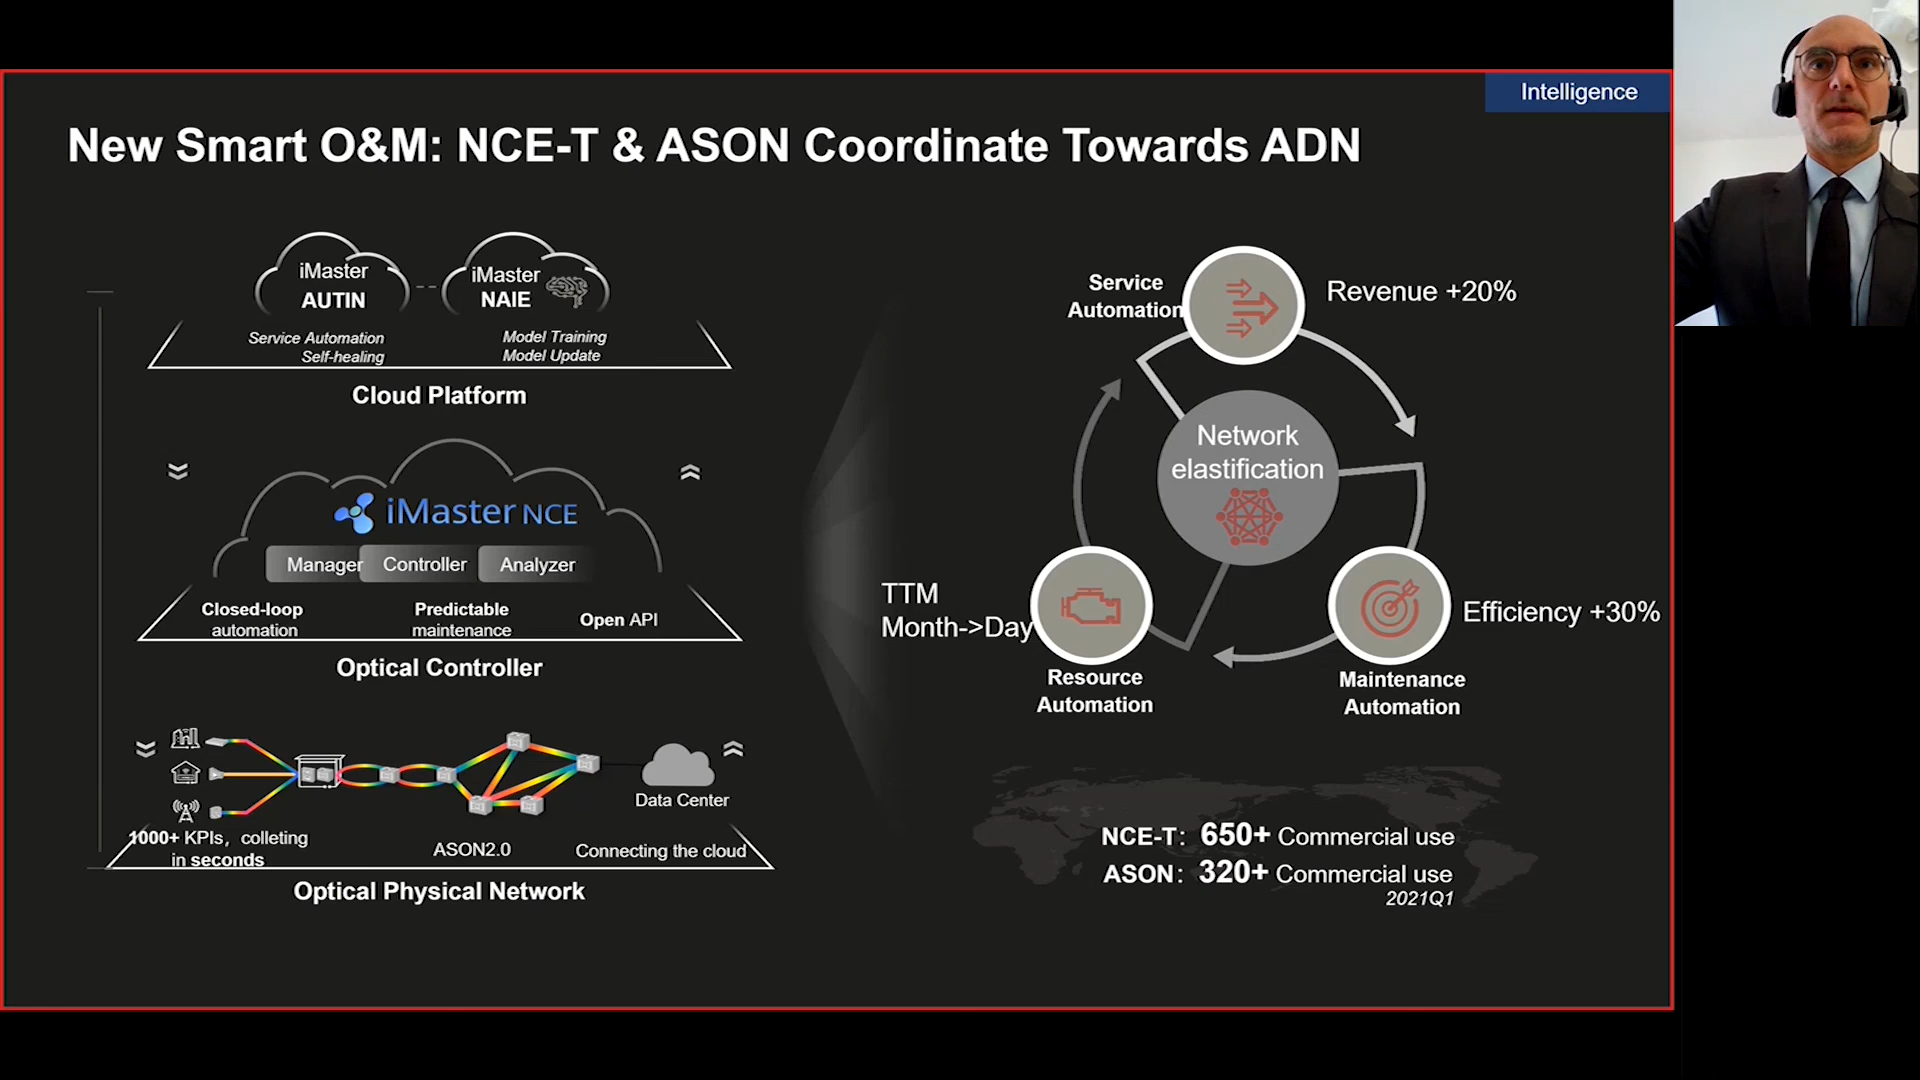 Intelligence
New Smart O&M: NCE-T & ASON Coordinate Towards ADN
iMaster
AUTIN
iMaster
NAIE
Service Automation
Self-healing
Model Training
Model Update
Cloud Platform
iMaster NCE
Manager
Controller
Analyzer
Closed-loop
automation
Predictable
maintenance
Open API
Optical Controller
Data Center
1000+ KPIs，colleting
in seconds
ASON2.0
Connecting the cloud
Optical Physical Network
Service
Automation
Revenue +20%
Network
elastification
TTM
Month->Day
Efficiency +30%
Resource
Automation
Maintenance
Automation
NCE-T： 650+ Commercial use
ASON： 320+ Commercial use
2021Q1